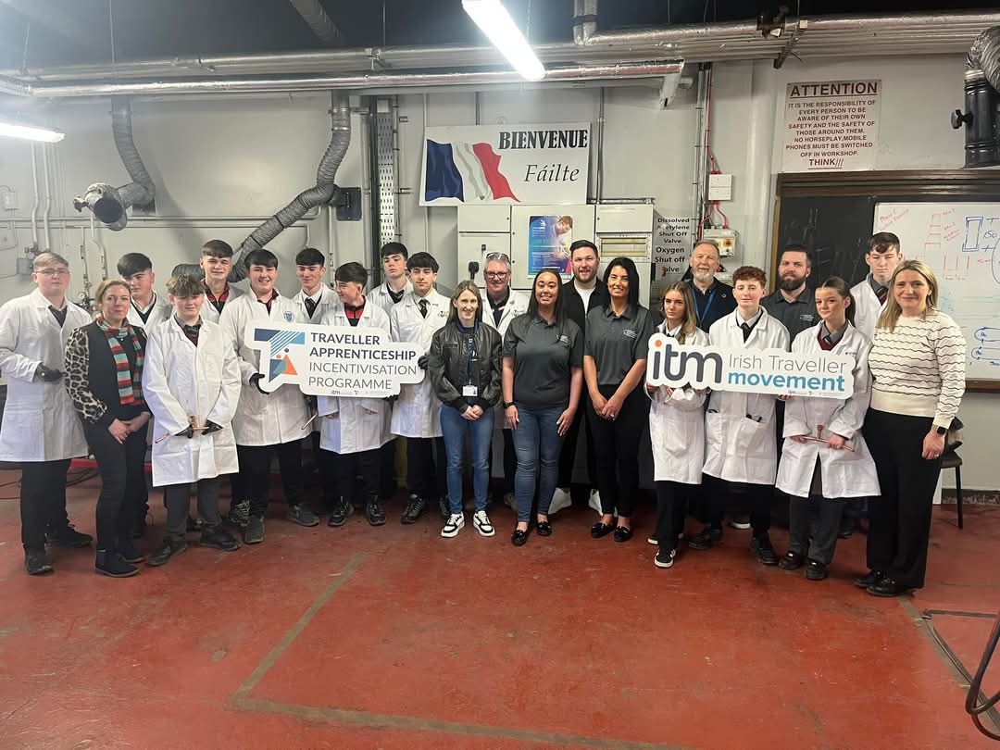 BIENVENUE
Fáilte
ATTENTION
IT IS THE RESPONSIBILITY OF
EVERY PERSON TO BE
AWARE OF THEIR OWN
SAFETY AND THE SAFETY OF
THOSE AROUND THEM.
NO HORSEPLAY, MOBILE
PHONES MUST BE SWITCHED
OFF IN WORKSHOP.
THINK!!!
Dissolved
Acetylene
Shut Off
Valve
Oxygen
Shut off
Valve
TRAVELLER
APPRENTICESHIP
INCENTIVISATION
PROGRAMME
itm
itm Irish Traveller
movement
150